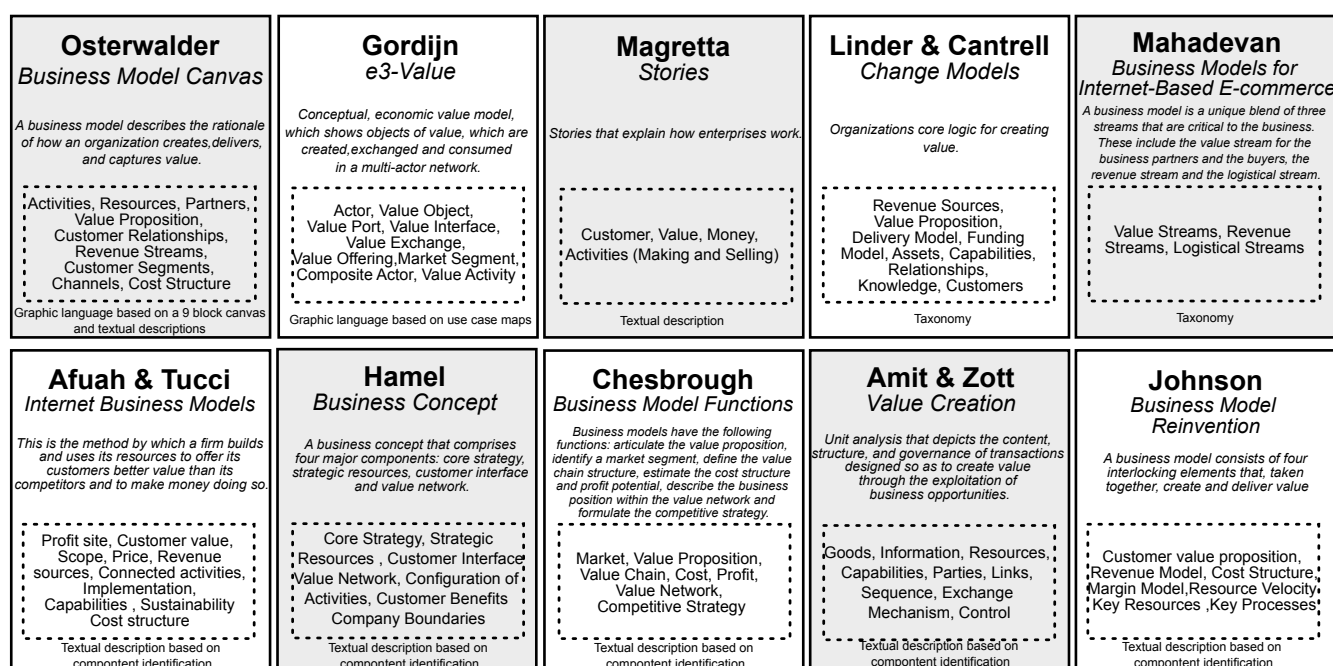 Osterwalder
Business Model Canvas
A business model describes the rationale
of how an organization creates,delivers,
and captures value.
Activities, Resources, Partners,
Value Proposition,
Customer Relationships,
Revenue Streams,
Customer Segments,
Channels, Cost Structure
Graphic language based on a 9 block canvas
and textual descriptions
Gordijn
e3-Value
Conceptual, economic value model,
which shows objects of value, which are
created,exchanged and consumed
in a multi-actor network.
Actor, Value Object,
Value Port, Value Interface,
Value Exchange,
Value Offering,Market Segment,
Composite Actor, Value Activity
Graphic language based on use case maps
Magretta
Stories
Stories that explain how enterprises work.
Customer, Value, Money,
Activities (Making and Selling)
Textual description
Linder & Cantrell
Change Models
Organizations core logic for creating
value.
Revenue Sources,
Value Proposition,
Delivery Model, Funding
Model, Assets, Capabilities,
Relationships,
Knowledge, Customers
Taxonomy
Mahadevan
Business Models for
Internet-Based E-commerce
A business model is a unique blend of three
streams that are critical to the business.
These include the value stream for the
business partners and the buyers, the
revenue stream and the logistical stream.
Value Streams, Revenue
Streams, Logistical Streams
Taxonomy
Afuah & Tucci
Internet Business Models
This is the method by which a firm builds
and uses its resources to offer its
customers better value than its
competitors and to make money doing so.
Profit site, Customer value,
Scope, Price, Revenue
sources, Connected activities,
Implementation,
Capabilities , Sustainability
Cost structure
Textual description based on
compontent identification
Hamel
Business Concept
A business concept that comprises
four major components: core strategy,
strategic resources, customer interface
and value network.
Core Strategy, Strategic
Resources , Customer Interface
Value Network, Configuration of
Activities, Customer Benefits
Company Boundaries
Textual description based on
compontent identification
Chesbrough
Business Model Functions
Business models have the following
functions: articulate the value proposition,
identify a market segment, define the value
chain structure, estimate the cost structure
and profit potential, describe the business
position within the value network and
formulate the competitive strategy.
Market, Value Proposition,
Value Chain, Cost, Profit,
Value Network,
Competitive Strategy
Textual description based on
compontent identification
Amit & Zott
Value Creation
Unit analysis that depicts the content,
structure, and governance of transactions
designed so as to create value
through the exploitation of
business opportunities.
Goods, Information, Resources,
Capabilities, Parties, Links,
Sequence, Exchange
Mechanism, Control
Textual description based on
compontent identification
Johnson
Business Model
Reinvention
A business model consists of four
interlocking elements that, taken
together, create and deliver value
Customer value proposition,
Revenue Model, Cost Structure,
Margin Model,Resource Velocity
Key Resources ,Key Processes
Textual description based on
compontent identification